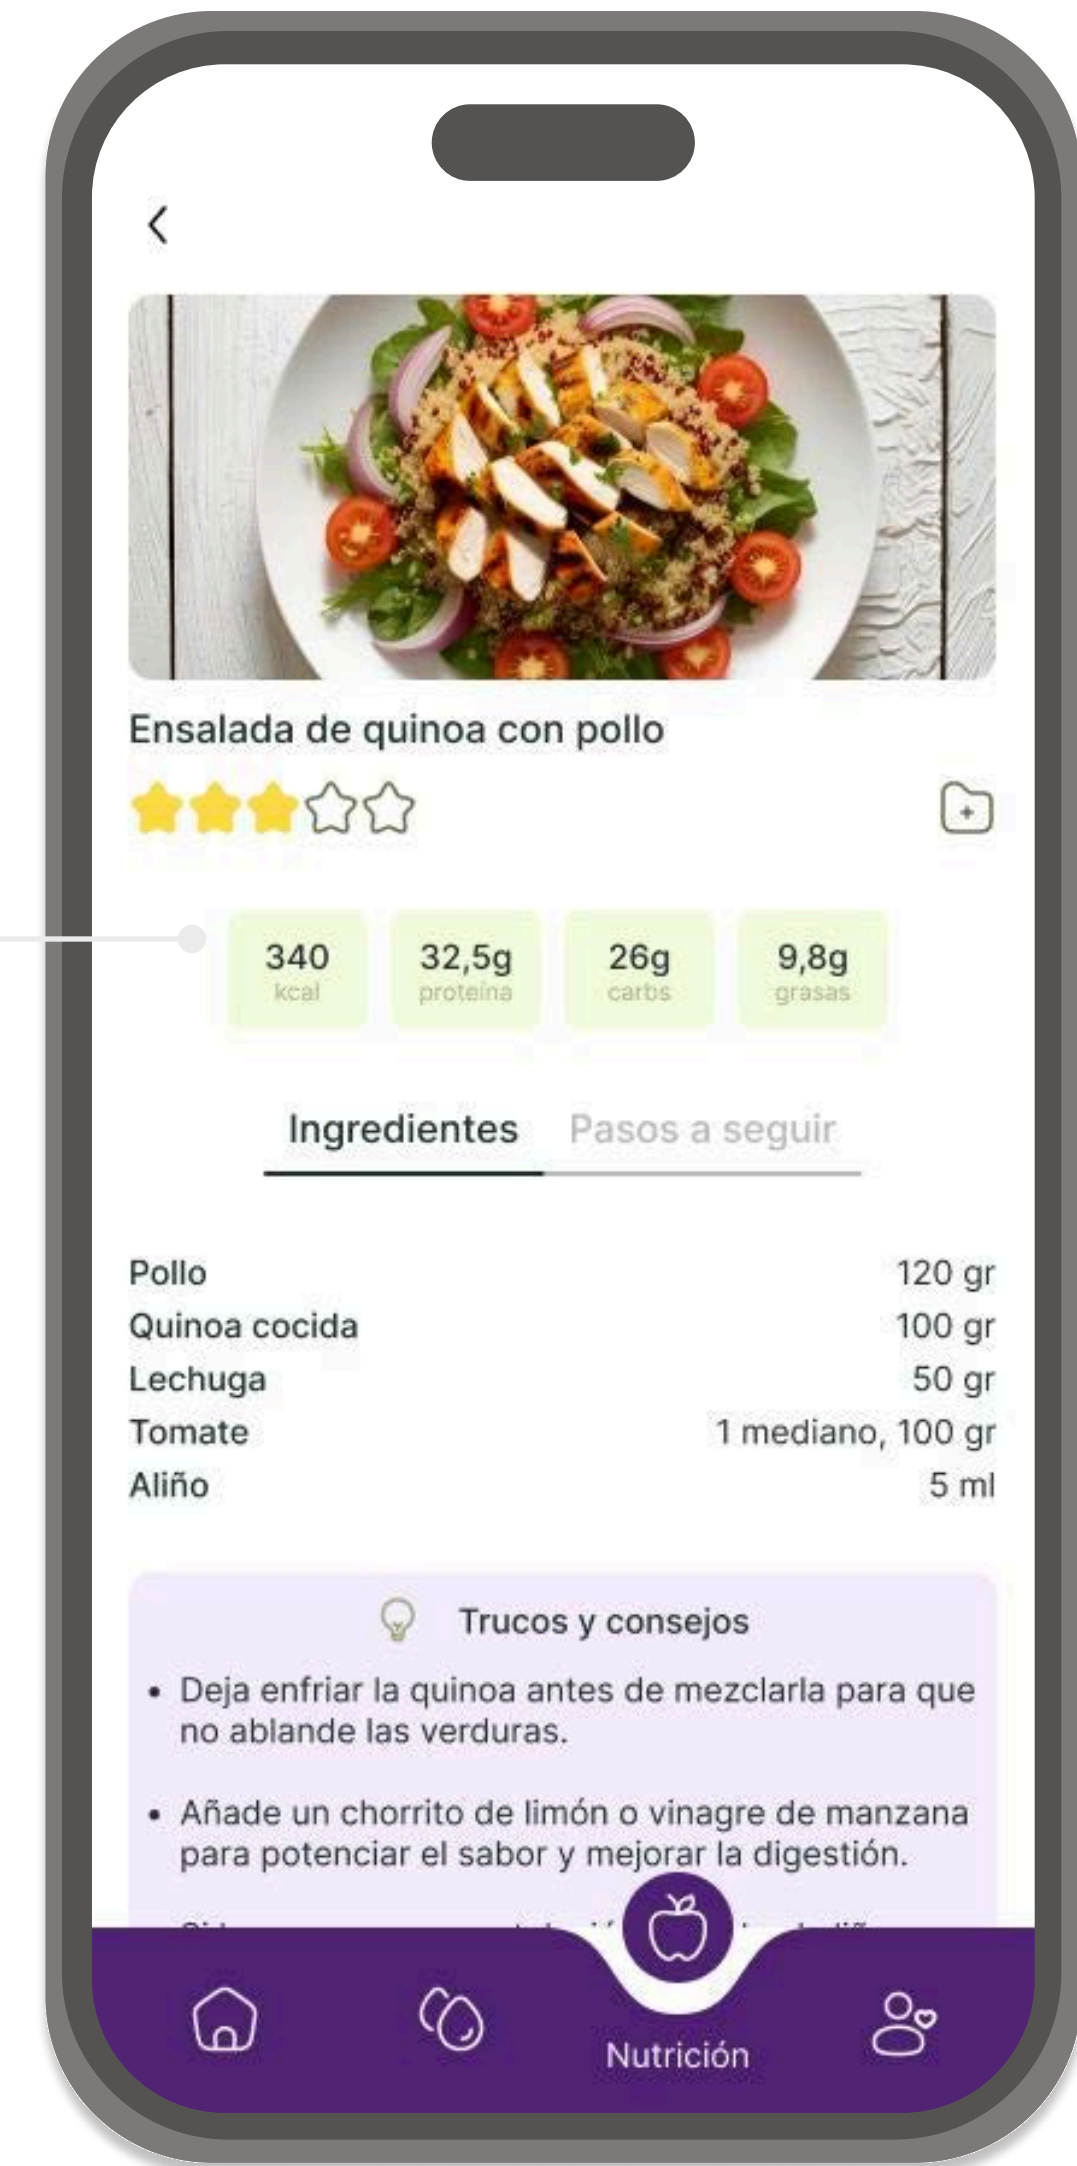 Ensalada de quinoa con pollo
340
kcal
32,5g
proteína
26g
carbs
9,8g
grasas
Ingredientes
Pasos a seguir
Pollo 120 gr
Quinoa cocida 100 gr
Lechuga 50 gr
Tomate 1 mediano, 100 gr
Aliño 5 ml
Trucos y consejos
• Deja enfriar la quinoa antes de mezclarla para que
no ablande las verduras.
• Añade un chorrito de limón o vinagre de manzana
para potenciar el sabor y mejorar la digestión.
Nutrición